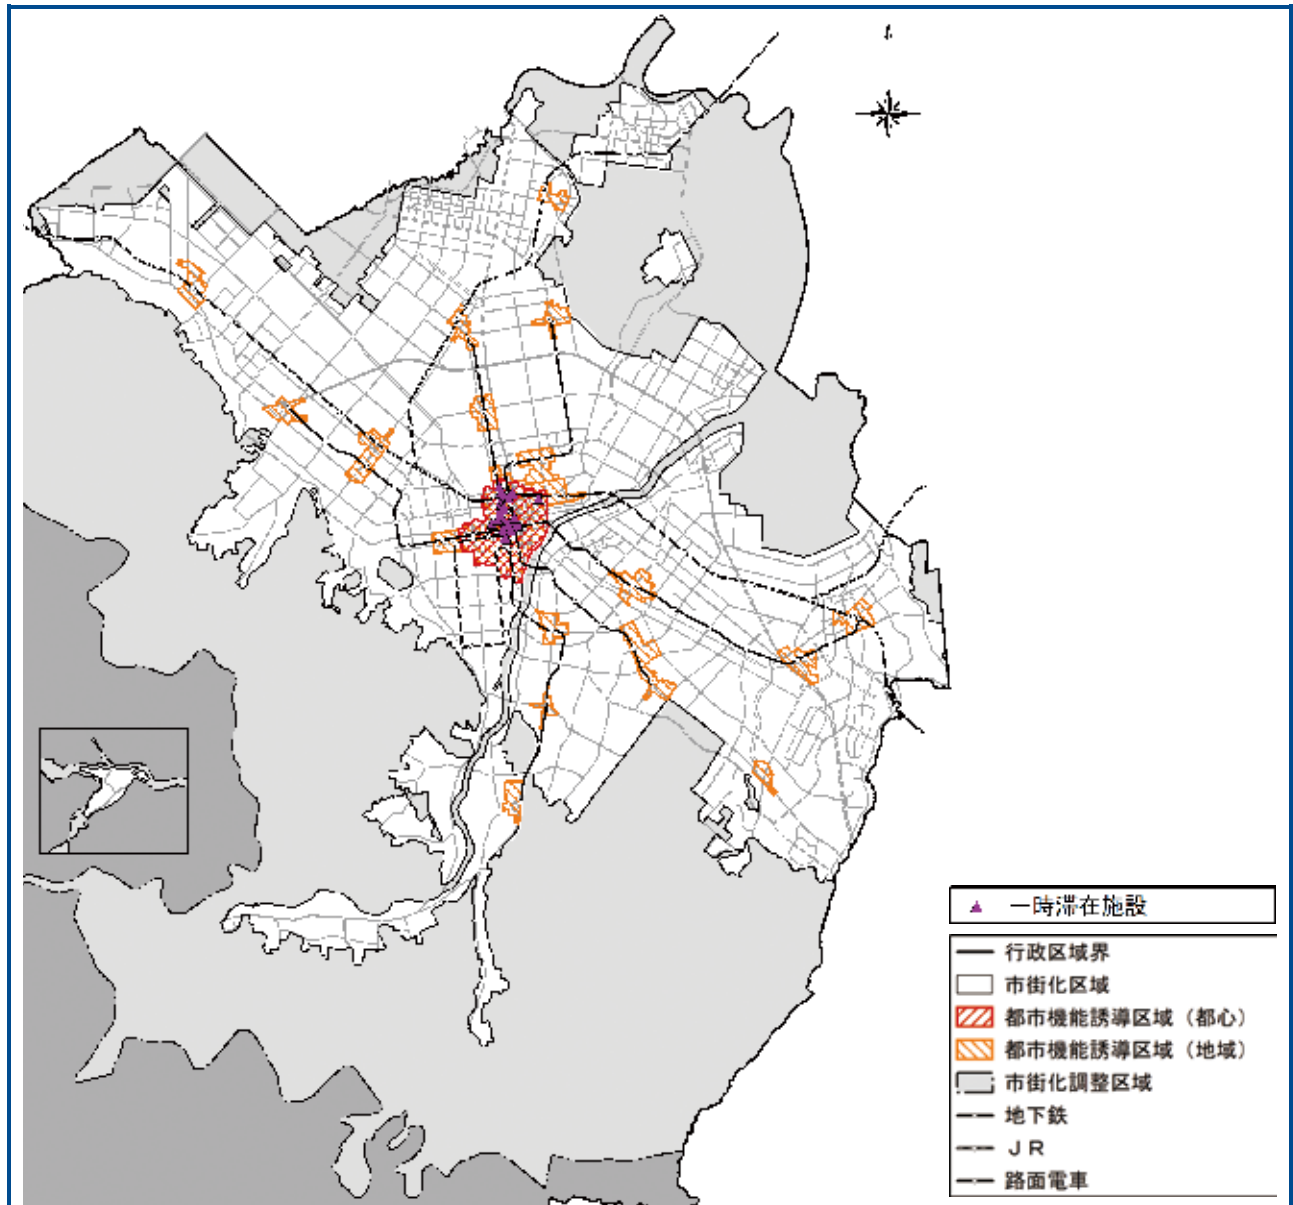 一時滞在施設
行政区域界
市街化区域
都市機能誘導区域（都心）
都市機能誘導区域（地域）
市街化調整区域
地下鉄
ＪＲ
路面電車